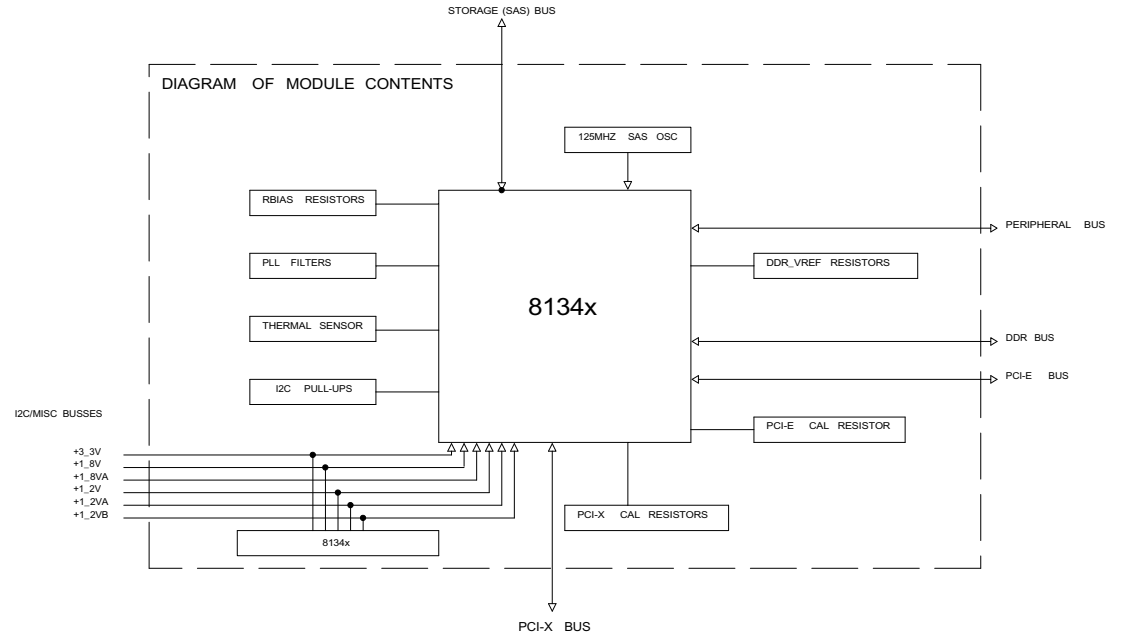 STORAGE (SAS) BUS
DIAGRAM OF MODULE CONTENTS
125MHZ SAS OSC
RBIAS RESISTORS
PERIPHERAL BUS
PLL FILTERS
DDR_VREF RESISTORS
8134x
THERMAL SENSOR
DDR BUS
PCI-E BUS
I2C PULL-UPS
I2C/MISC BUSSES
PCI-E CAL RESISTOR
+3_3V
+1_8V
+1_8VA
+1_2V
+1_2VA
+1_2VB
PCI-X CAL RESISTORS
8134x
PCI-X BUS